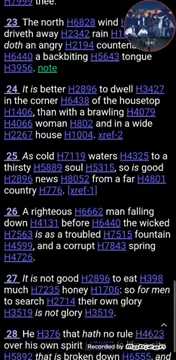 H7999 thee.
23 The north H6828 wind H
driveth away H2342 rain H1
doth an angry H2194 countena
H6440 a backbiting H5643 tongue
H3956. note
24 It is better H2896 to dwell H3427
in the corner H6438 of the housetop
H1406, than with a brawling H4079
H4066 woman H802 and in a wide
H2267 house H1004. xref-2
25 As cold H7119 waters H4325 to a
thirsty H5889 soul H5315, so is good
H2896 news H8052 from a far H4801
country H776. [xref-1]
26 A righteous H6662 man falling
down H4131 before H6440 the wicked
H7563 is as a troubled H7515 fountain
H4599, and a corrupt H7843 spring
H4726.
27 It is not good H2896 to eat H398
much H7235 honey H1706: so for men
to search H2714 their own glory
H3519 is not glory H3519.
28 He H376 that hath no rule H4623
over his own spirit
H5892 that is broken down H6555, and